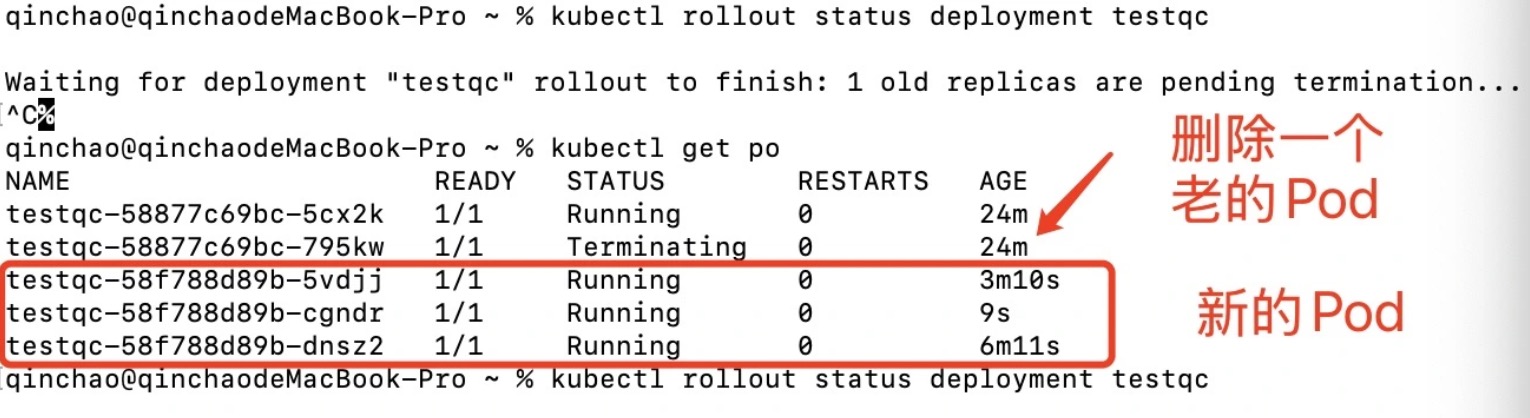 qinchao@qinchaodeMacBook-Pro ~ % kubectl rollout status deployment testqc
Waiting for deployment "testqc" rollout to finish: 1 old replicas are pending termination...
^C%
qinchao@qinchaodeMacBook-Pro ~ % kubectl get po
NAME READY STATUS RESTARTS AGE
testqc-58877c69bc-5cx2k 1/1 Running 0 24m
testqc-58877c69bc-795kw 1/1 Terminating 0 24m
testqc-58f788d89b-5vdjj 1/1 Running 0 3m10s
testqc-58f788d89b-cgndr 1/1 Running 0 9s
testqc-58f788d89b-dnsz2 1/1 Running 0 6m11s
qinchao@qinchaodeMacBook-Pro ~ % kubectl rollout status deployment testqc
删除一个
老的Pod
新的Pod